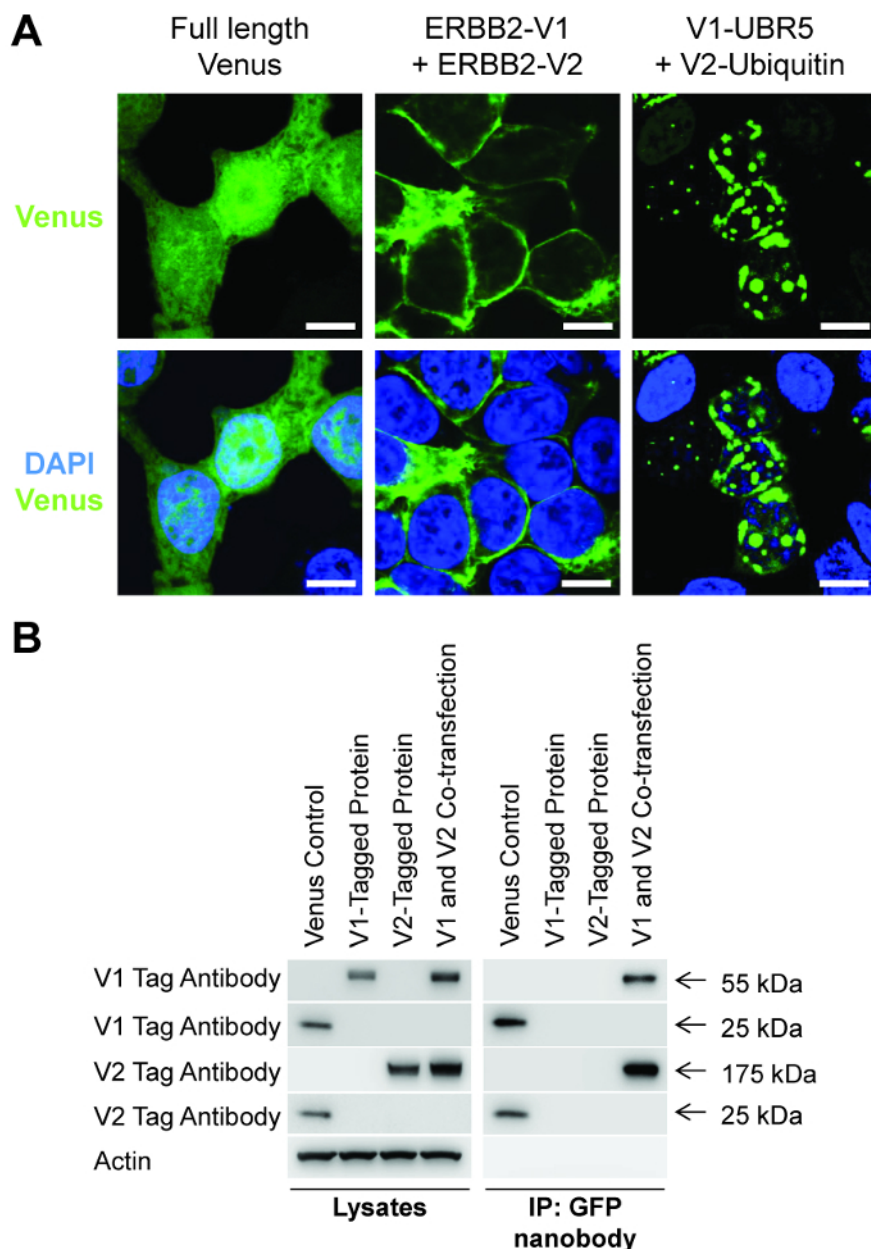 A
Full length
Venus
ERBB2-V1
+ ERBB2-V2
V1-UBR5
+ V2-Ubiquitin
Venus
DAPI
Venus
B
Venus Control
V1-Tagged Protein
V2-Tagged Protein
V1 and V2 Co-transfection
Venus Control
V1-Tagged Protein
V2-Tagged Protein
V1 and V2 Co-transfection
V1 Tag Antibody
← 55 kDa
V1 Tag Antibody
← 25 kDa
V2 Tag Antibody
← 175 kDa
V2 Tag Antibody
← 25 kDa
Actin
Lysates
IP: GFP
nanobody